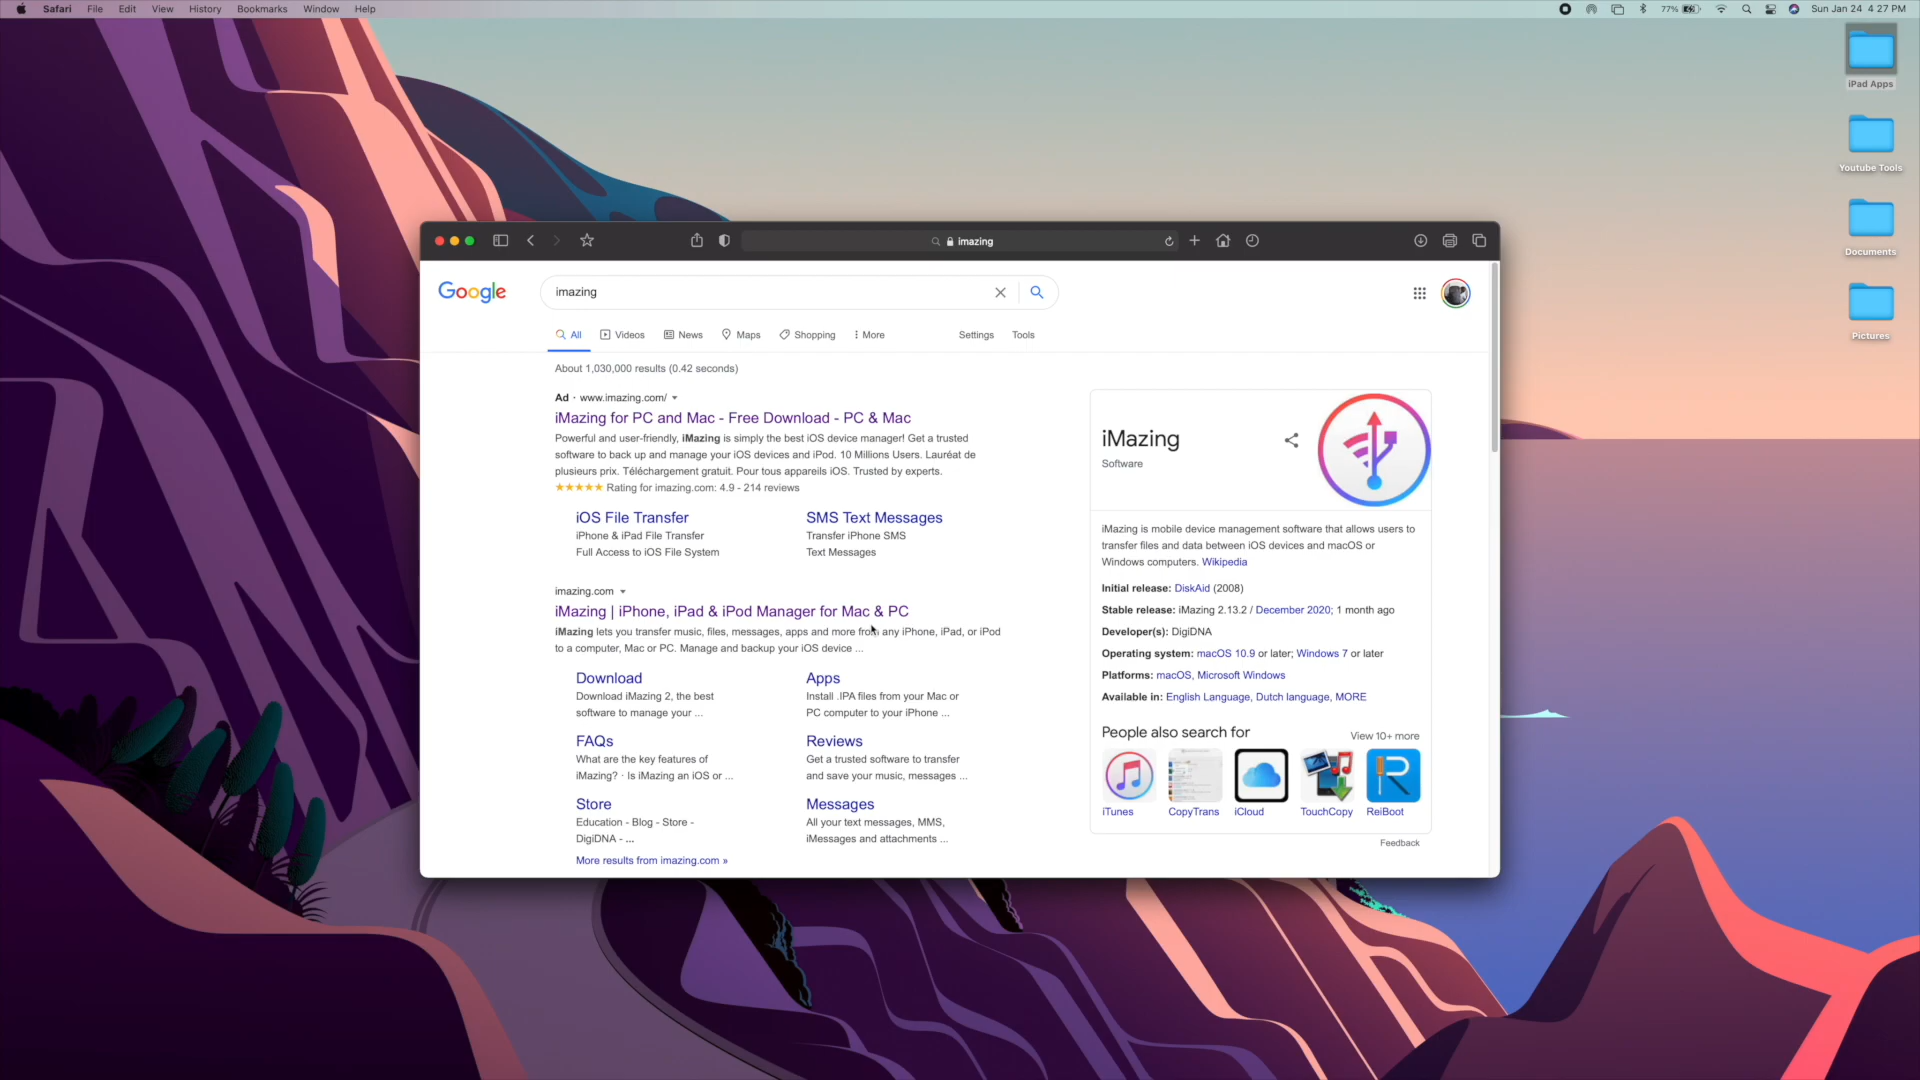 Safari File Edit View History Bookmarks Window Help
77% Sun Jan 24 4 27 PM
iPad Apps
Youtube Tools
Documents
Pictures
imazing
Google
imazing
All Videos News Maps Shopping More Settings Tools
About 1,030,000 results (0.42 seconds)
Ad · www.imazing.com/
iMazing for PC and Mac - Free Download - PC & Mac
Powerful and user-friendly, iMazing is simply the best iOS device manager! Get a trusted
software to back up and manage your iOS devices and iPod. 10 Millions Users. Lauréat de
plusieurs prix. Téléchargement gratuit. Pour tous appareils iOS. Trusted by experts.
Rating for imazing.com: 4.9 - 214 reviews
iOS File Transfer
iPhone & iPad File Transfer
Full Access to iOS File System
SMS Text Messages
Transfer iPhone SMS
Text Messages
imazing.com
iMazing | iPhone, iPad & iPod Manager for Mac & PC
iMazing lets you transfer music, files, messages, apps and more from any iPhone, iPad, or iPod
to a computer, Mac or PC. Manage and backup your iOS device ...
Download
Download iMazing 2, the best
software to manage your ...
Apps
Install .IPA files from your Mac or
PC computer to your iPhone ...
FAQs
What are the key features of
iMazing? · Is iMazing an iOS or ...
Reviews
Get a trusted software to transfer
and save your music, messages ...
Store
Education - Blog - Store -
DigiDNA - ...
Messages
All your text messages, MMS,
iMessages and attachments ...
More results from imazing.com »
iMazing
Software
iMazing is mobile device management software that allows users to
transfer files and data between iOS devices and macOS or
Windows computers. Wikipedia
Initial release: DiskAid (2008)
Stable release: iMazing 2.13.2 / December 2020; 1 month ago
Developer(s): DigiDNA
Operating system: macOS 10.9 or later; Windows 7 or later
Platforms: macOS, Microsoft Windows
Available in: English Language, Dutch language, MORE
People also search for
View 10+ more
iTunes CopyTrans iCloud TouchCopy ReiBoot
Feedback